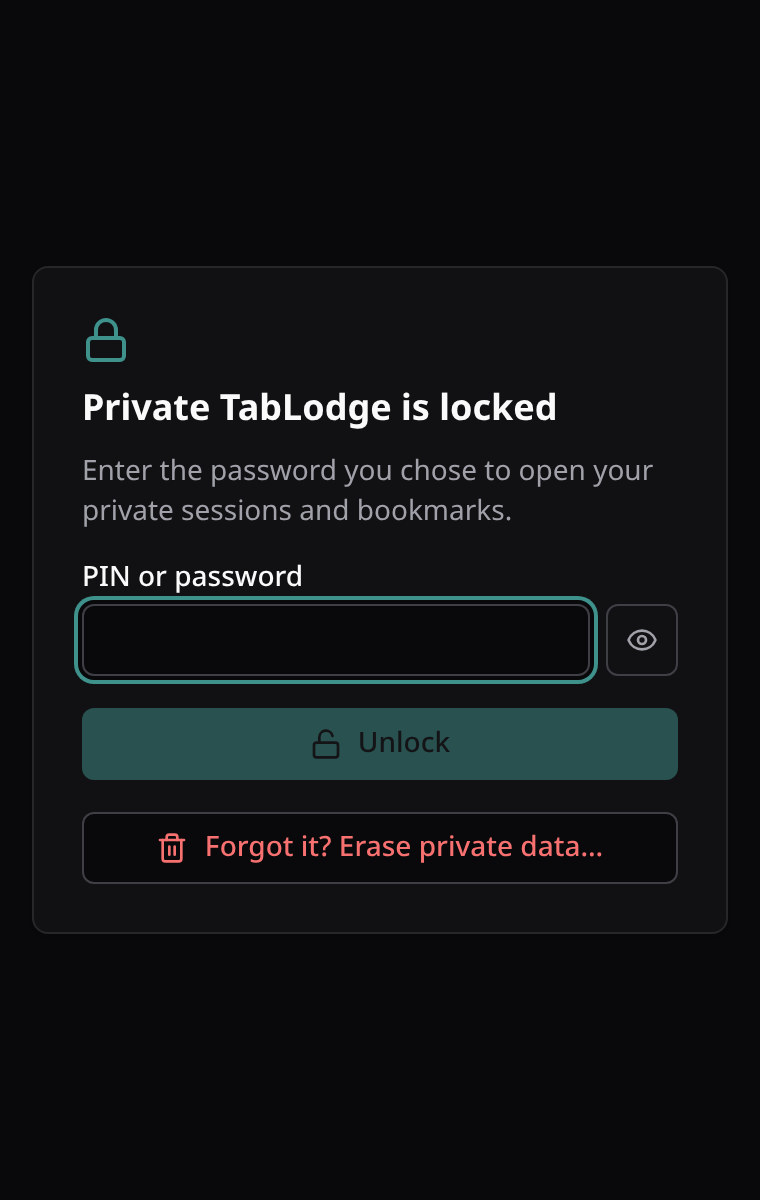 Private TabLodge is locked
Enter the password you chose to open your
private sessions and bookmarks.
PIN or password
Unlock
Forgot it? Erase private data...